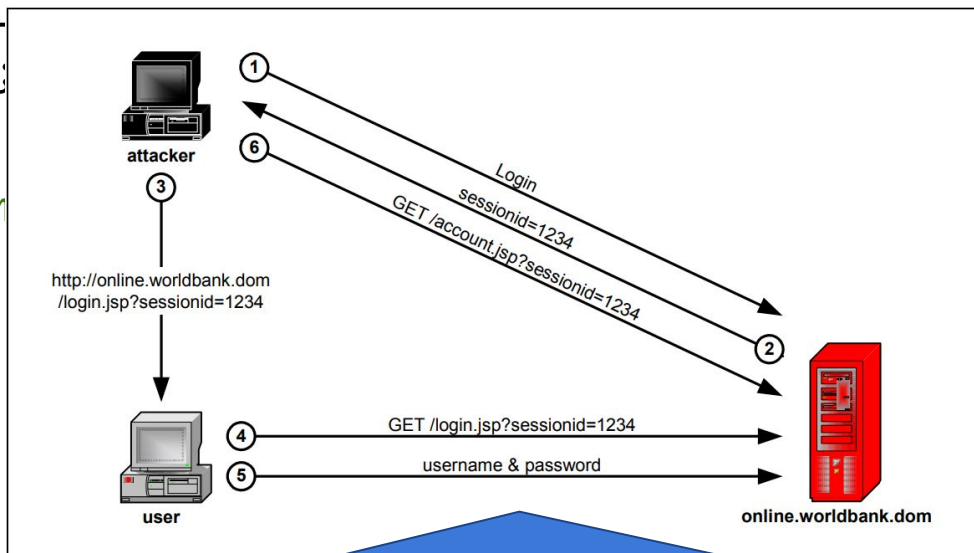 1
attacker
6
3
Login
sessionid=1234
GET /account.jsp?sessionid=1234
http://online.worldbank.dom
/login.jsp?sessionid=1234
2
4
GET /login.jsp?sessionid=1234
5
username & password
user
online.worldbank.dom